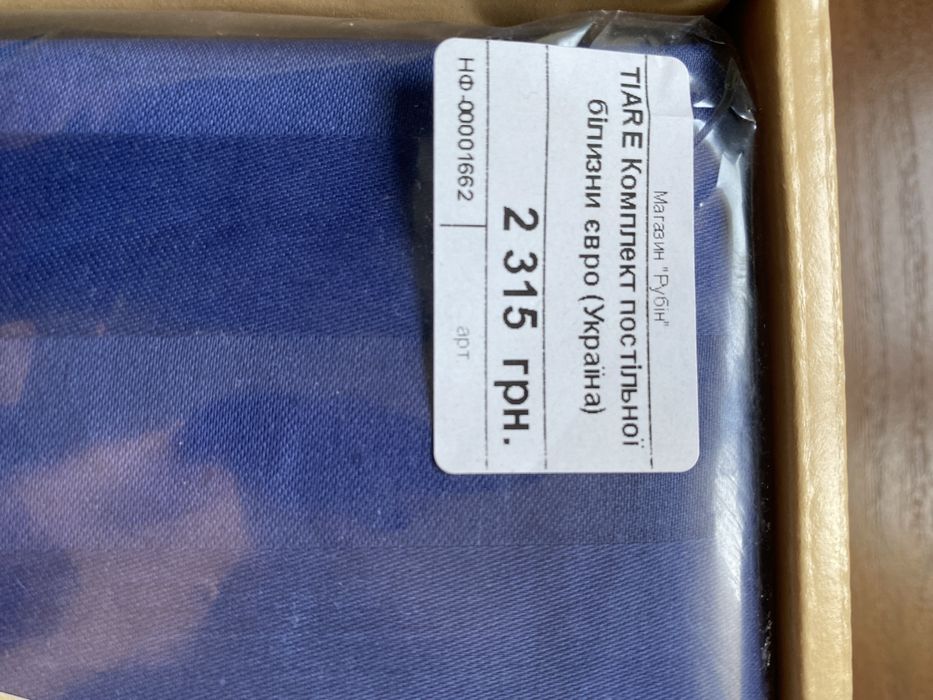 Магазин "Рубін"
TIARE Комплект постільної
білизни євро (Україна)
2 315 грн.
НФ-00001662
арт